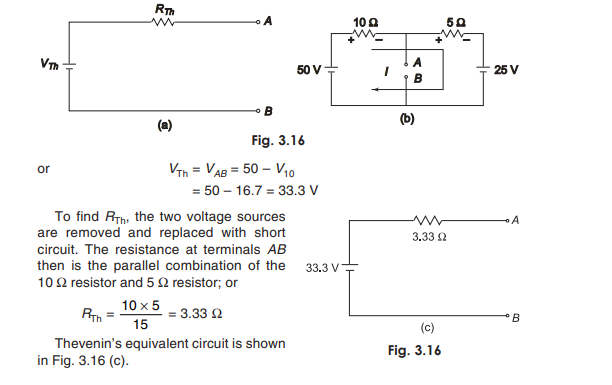 R_Th
A
V_Th
B
(a)
10 Ω
5 Ω
+ –
+ –
50 V
I
A
B
25 V
(b)
Fig. 3.16
or
V_Th = V_AB = 50 – V_10
= 50 – 16.7 = 33.3 V
To find R_Th, the two voltage sources
are removed and replaced with short
circuit. The resistance at terminals AB
then is the parallel combination of the
10 Ω resistor and 5 Ω resistor; or
R_Th = 10 × 5 / 15 = 3.33 Ω
Thevenin's equivalent circuit is shown
in Fig. 3.16 (c).
3.33 Ω
A
33.3 V
B
(c)
Fig. 3.16